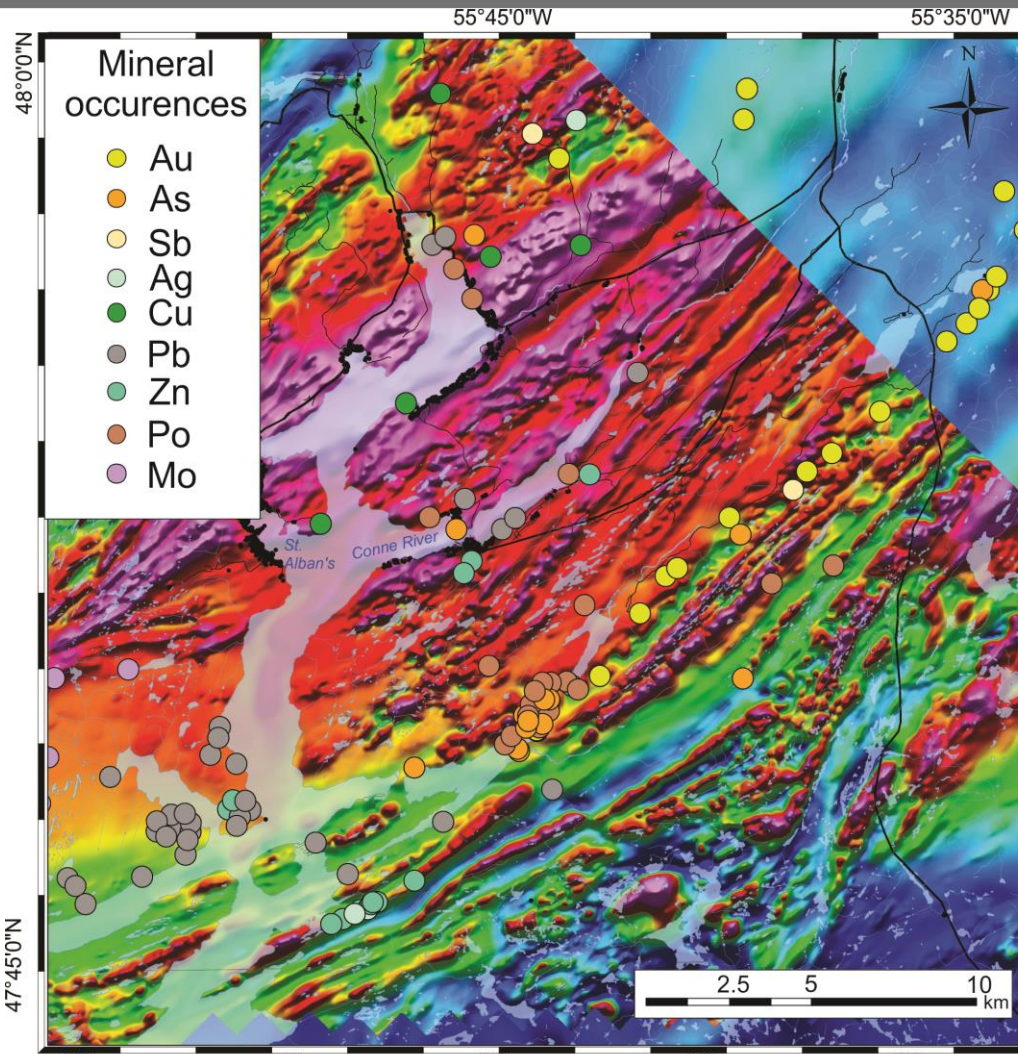 55°45'0"W
55°35'0"W
48°0'0"N
Mineral
occurences
Au
As
Sb
Ag
Cu
Pb
Zn
Po
Mo
N
St.
Alban's
Conne River
47°45'0"N
2.5 5 10
km